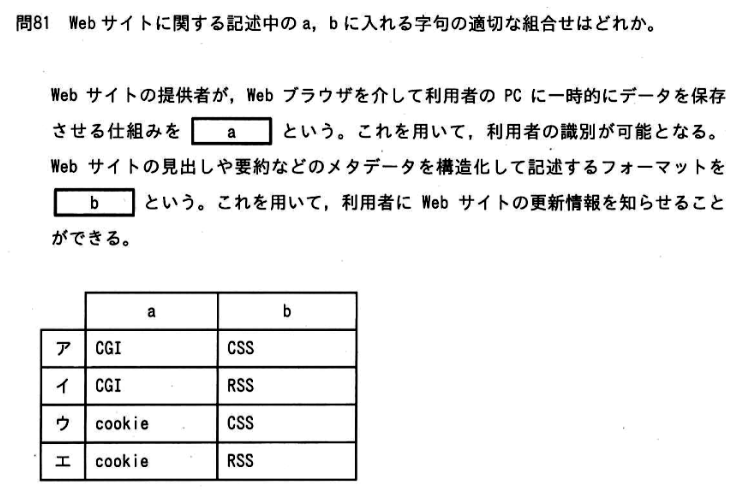 問81 Web サイトに関する記述中の a，b に入れる字句の適切な組合せはどれか。
Web サイトの提供者が，Web ブラウザを介して利用者の PC に一時的にデータを保存
させる仕組みを a という。これを用いて，利用者の識別が可能となる。
Web サイトの見出しや要約などのメタデータを構造化して記述するフォーマットを
b という。これを用いて，利用者に Web サイトの更新情報を知らせること
ができる。
a b
ア CGI CSS
イ CGI RSS
ウ cookie CSS
エ cookie RSS